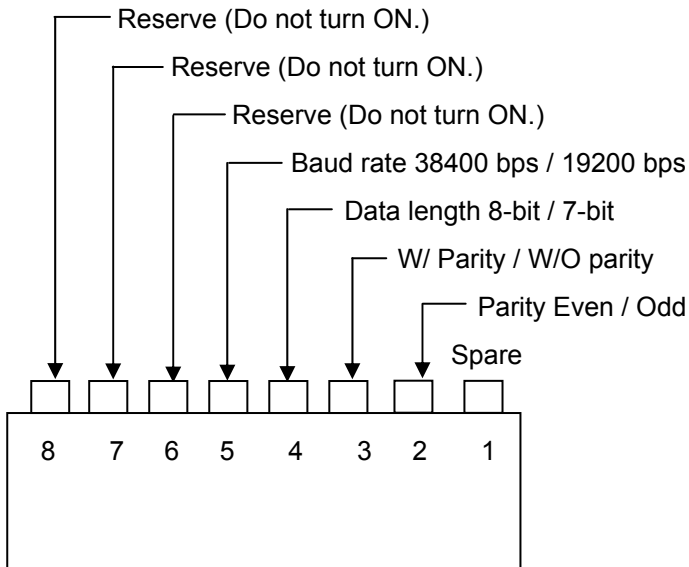 Reserve (Do not turn ON.)
Reserve (Do not turn ON.)
Reserve (Do not turn ON.)
Baud rate 38400 bps / 19200 bps
Data length 8-bit / 7-bit
W/ Parity / W/O parity
Parity Even / Odd
Spare
8 7 6 5 4 3 2 1